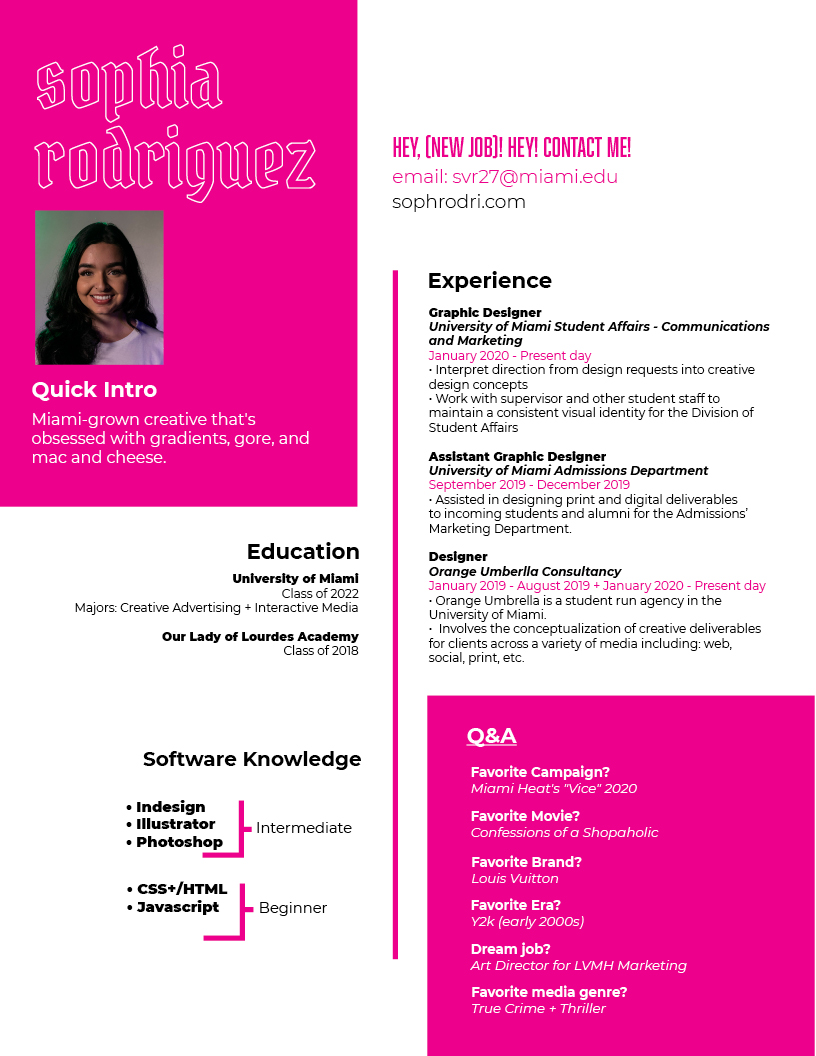 sophia
rodriguez
Quick Intro
Miami-grown creative that's
obsessed with gradients, gore, and
mac and cheese.
HEY, (NEW JOB)! HEY! CONTACT ME!
email: svr27@miami.edu
sophrodri.com
Education
University of Miami
Class of 2022
Majors: Creative Advertising + Interactive Media
Our Lady of Lourdes Academy
Class of 2018
Software Knowledge
• Indesign
• Illustrator
• Photoshop
Intermediate
• CSS+/HTML
• Javascript
Beginner
Experience
Graphic Designer
University of Miami Student Affairs - Communications
and Marketing
January 2020 - Present day
• Interpret direction from design requests into creative
design concepts
• Work with supervisor and other student staff to
maintain a consistent visual identity for the Division of
Student Affairs
Assistant Graphic Designer
University of Miami Admissions Department
September 2019 - December 2019
• Assisted in designing print and digital deliverables
to incoming students and alumni for the Admissions’
Marketing Department.
Designer
Orange Umberlla Consultancy
January 2019 - August 2019 + January 2020 - Present day
• Orange Umbrella is a student run agency in the
University of Miami.
• Involves the conceptualization of creative deliverables
for clients across a variety of media including: web,
social, print, etc.
Q&A
Favorite Campaign?
Miami Heat's "Vice" 2020
Favorite Movie?
Confessions of a Shopaholic
Favorite Brand?
Louis Vuitton
Favorite Era?
Y2k (early 2000s)
Dream job?
Art Director for LVMH Marketing
Favorite media genre?
True Crime + Thriller